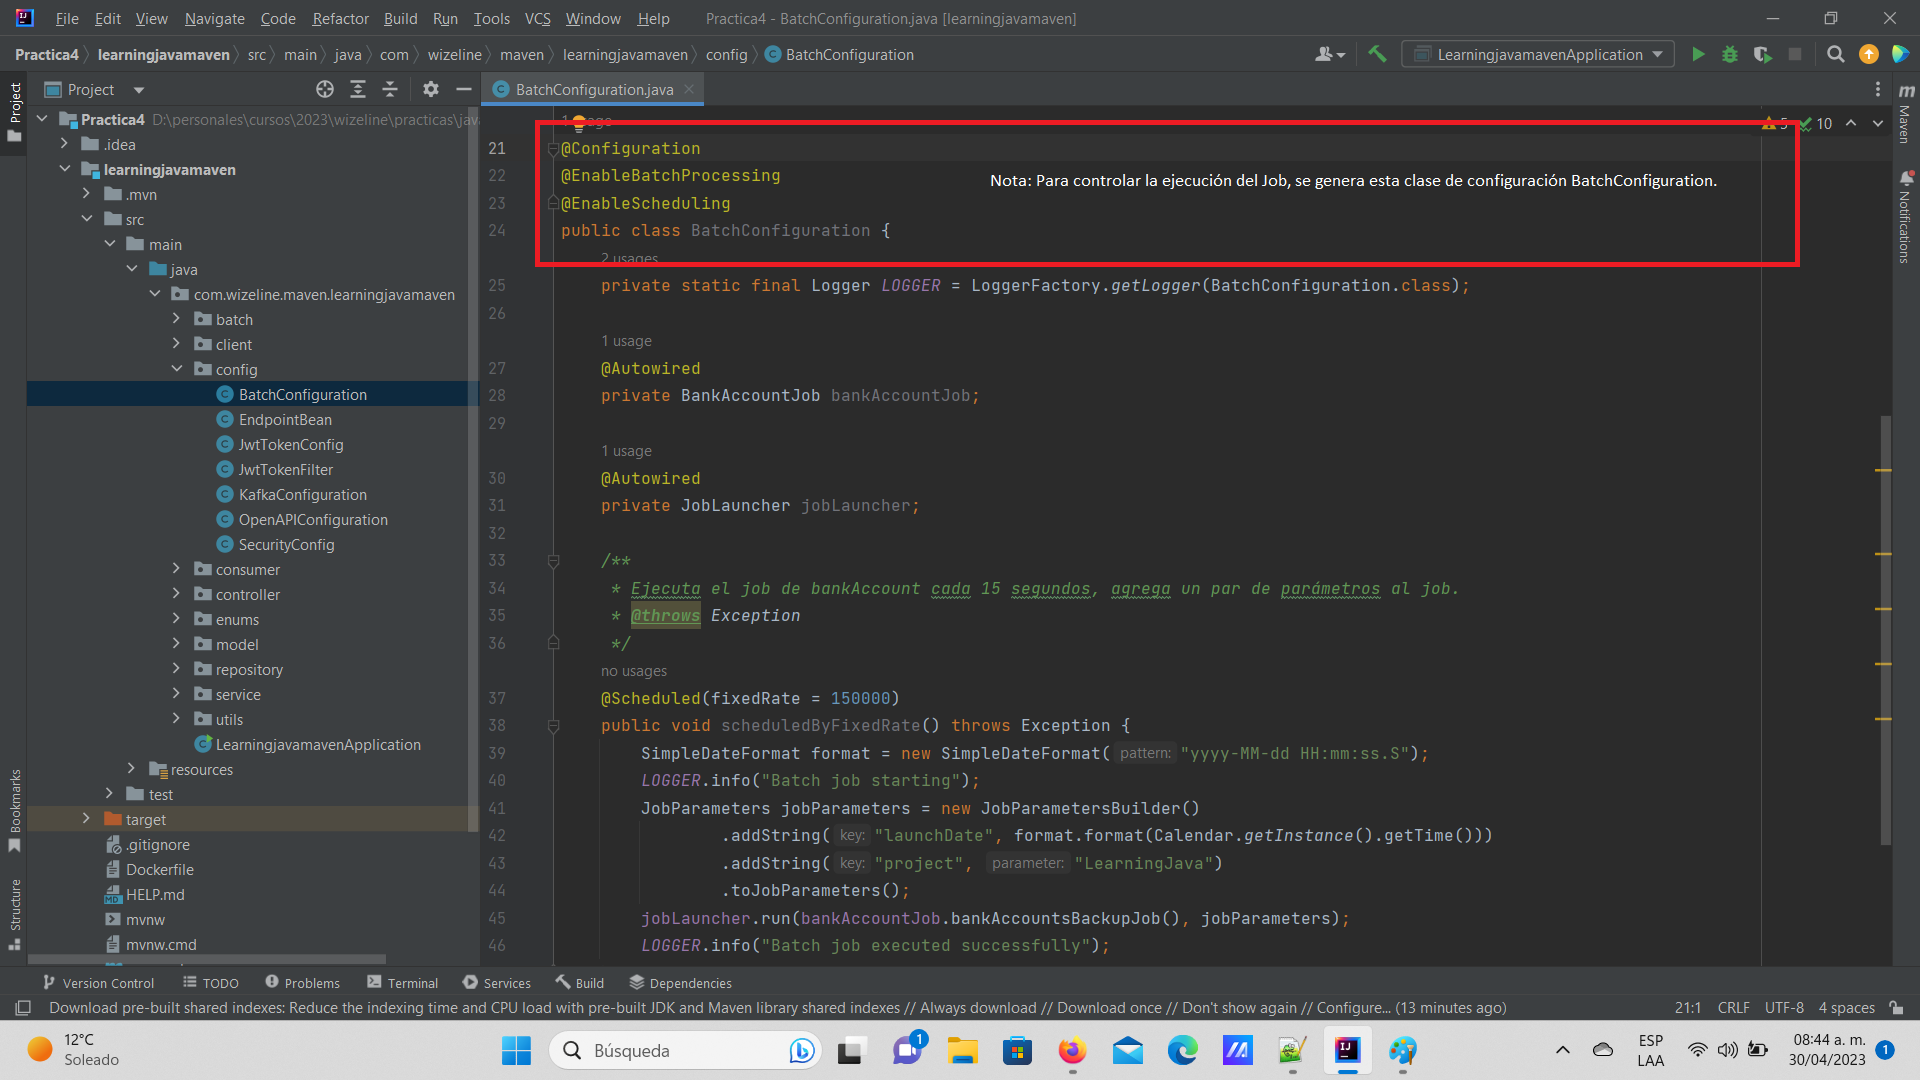 File Edit View Navigate Code Refactor Build Run Tools VCS Window Help Practica4 - BatchConfiguration.java [learningjavamaven]
Practica4 learningjavamaven src main java com wizeline maven learningjavamaven config BatchConfiguration LearningjavamavenApplication
Project
BatchConfiguration.java
Project
Practica4 D:\personales\cursos\2023\wizeline\practicas\jav
.idea
learningjavamaven
.mvn
src
main
java
com.wizeline.maven.learningjavamaven
batch
client
config
BatchConfiguration
EndpointBean
JwtTokenConfig
JwtTokenFilter
KafkaConfiguration
OpenAPIConfiguration
SecurityConfig
consumer
controller
enums
model
repository
service
utils
LearningjavamavenApplication
resources
test
target
.gitignore
Dockerfile
HELP.md
mvnw
mvnw.cmd
Bookmarks
Structure
5 10
21 @Configuration
22 @EnableBatchProcessing
Nota: Para controlar la ejecución del Job, se genera esta clase de configuración BatchConfiguration.
23 @EnableScheduling
24 public class BatchConfiguration {
2 usages
25 private static final Logger LOGGER = LoggerFactory.getLogger(BatchConfiguration.class);
26
1 usage
27 @Autowired
28 private BankAccountJob bankAccountJob;
29
1 usage
30 @Autowired
31 private JobLauncher jobLauncher;
32
33 /**
34 * Ejecuta el job de bankAccount cada 15 segundos, agrega un par de parámetros al job.
35 * @throws Exception
36 */
no usages
37 @Scheduled(fixedRate = 150000)
38 public void scheduledByFixedRate() throws Exception {
39 SimpleDateFormat format = new SimpleDateFormat( pattern: "yyyy-MM-dd HH:mm:ss.S");
40 LOGGER.info("Batch job starting");
41 JobParameters jobParameters = new JobParametersBuilder()
42 .addString( key: "launchDate", format.format(Calendar.getInstance().getTime()))
43 .addString( key: "project", parameter: "LearningJava")
44 .toJobParameters();
45 jobLauncher.run(bankAccountJob.bankAccountsBackupJob(), jobParameters);
46 LOGGER.info("Batch job executed successfully");
Maven
Notifications
Version Control TODO Problems Terminal Services Build Dependencies
Download pre-built shared indexes: Reduce the indexing time and CPU load with pre-built JDK and Maven library shared indexes // Always download // Download once // Don't show again // Configure... (13 minutes ago) 21:1 CRLF UTF-8 4 spaces
12°C
Soleado
Búsqueda
1
ESP
LAA
08:44 a. m.
30/04/2023
1